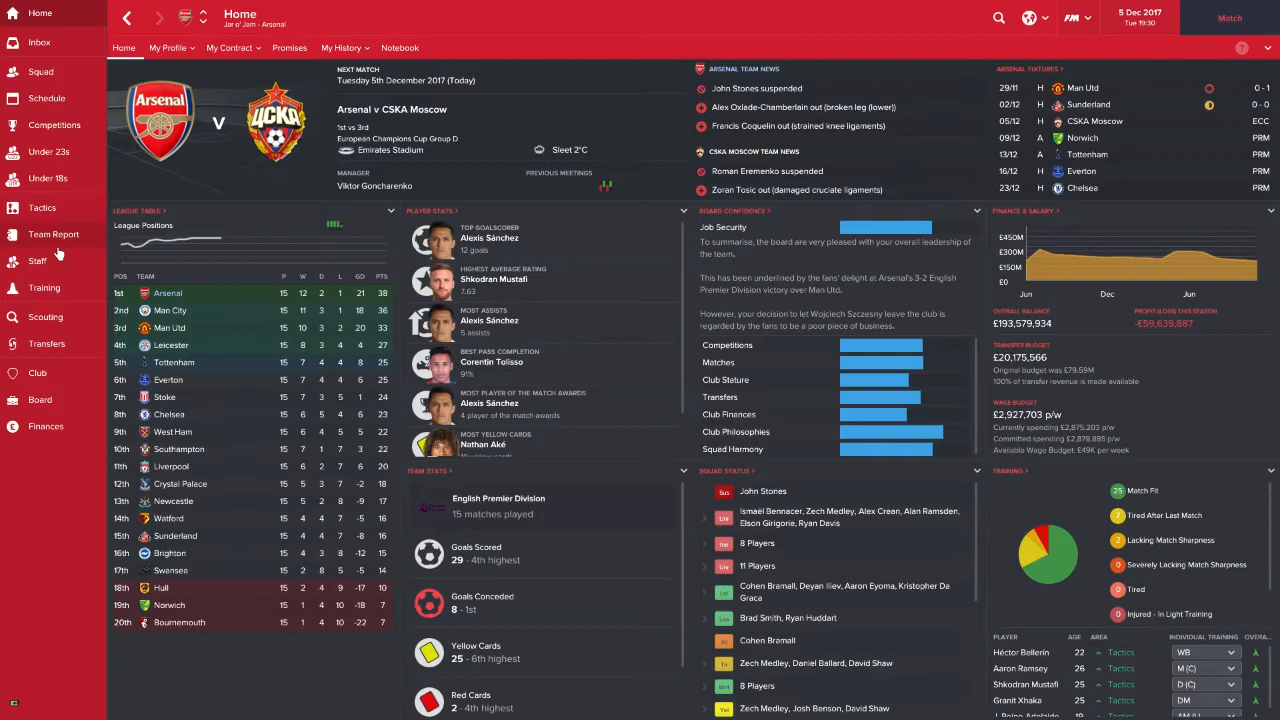 Home
Inbox
Squad
Schedule
Competitions
Under 23s
Under 18s
Tactics
Team Report
Staff
Training
Scouting
Transfers
Club
Board
Finances
Home
Jar o' Jam - Arsenal
FM
5 Dec 2017
Tue 19:30
Match
Home
My Profile
My Contract
Promises
My History
Notebook
?
Arsenal
V
ЦСКА
NEXT MATCH
Tuesday 5th December 2017 (Today)
Arsenal v CSKA Moscow
1st vs 3rd
European Champions Cup Group D
Emirates Stadium
Sleet 2°C
MANAGER
PREVIOUS MEETINGS
Viktor Goncharenko
ARSENAL TEAM NEWS
John Stones suspended
Alex Oxlade-Chamberlain out (broken leg (lower))
Francis Coquelin out (strained knee ligaments)
CSKA MOSCOW TEAM NEWS
Roman Eremenko suspended
Zoran Tosic out (damaged cruciate ligaments)
ARSENAL FIXTURES >
29/11 H Man Utd 0 - 1
02/12 H Sunderland 0 - 0
05/12 H CSKA Moscow ECC
09/12 A Norwich PRM
13/12 A Tottenham PRM
16/12 H Everton PRM
23/12 H Chelsea PRM
LEAGUE TABLE >
League Positions
POS TEAM P W D L GD PTS
1st Arsenal 15 12 2 1 21 38
2nd Man City 15 11 3 1 18 36
3rd Man Utd 15 10 3 2 20 33
4th Leicester 15 8 3 4 4 27
5th Tottenham 15 7 4 4 8 25
6th Everton 15 7 4 4 6 25
7th Stoke 15 7 3 5 1 24
8th Chelsea 15 6 5 4 6 23
9th West Ham 15 6 4 5 5 22
10th Southampton 15 7 1 7 2 22
11th Liverpool 15 6 2 7 6 20
12th Crystal Palace 15 5 3 7 -2 18
13th Newcastle 15 5 2 8 -9 17
14th Watford 15 4 4 7 -5 16
15th Sunderland 15 4 4 7 -8 16
16th Brighton 15 4 3 8 -12 15
17th Swansea 15 2 8 5 -5 14
18th Hull 15 1 4 9 -17 10
19th Norwich 15 1 4 10 -18 7
20th Bournemouth 15 1 4 10 -22 7
PLAYER STATS >
TOP GOALSCORER
Alexis Sánchez
12 goals
HIGHEST AVERAGE RATING
Shkodran Mustafi
7.63
MOST ASSISTS
Alexis Sánchez
5 assists
BEST PASS COMPLETION
Corentin Tolisso
91%
MOST PLAYER OF THE MATCH AWARDS
Alexis Sánchez
4 player of the match awards
MOST YELLOW CARDS
Nathan Aké
10 yellow cards
BOARD CONFIDENCE >
Job Security
To summarise, the board are very pleased with your overall leadership of
the team.
This has been underlined by the fans' delight at Arsenal's 3-2 English
Premier Division victory over Man Utd.
However, your decision to let Wojciech Szczesny leave the club is
regarded by the fans to be a poor piece of business.
Competitions
Matches
Club Stature
Transfers
Club Finances
Club Philosophies
Squad Harmony
FINANCE & SALARY >
£450M
£300M
£150M
£0
Jun Dec Jun
OVERALL BALANCE
PROFIT/(LOSS) THIS SEASON
£193,579,934
-£59,639,887
TRANSFER BUDGET
£20,175,566
Original budget was £79.59M
100% of transfer revenue is made available
WAGE BUDGET
£2,927,703 p/w
Currently spending £2,875,203 p/w
Committed spending £2,878,885 p/w
Available Wage Budget: £49K per week
TEAM STATS >
English Premier Division
15 matches played
Goals Scored
29 - 4th highest
Goals Conceded
8 - 1st
Yellow Cards
25 - 6th highest
Red Cards
2 - 4th highest
SQUAD STATUS >
Sus John Stones
Unr Ismaël Bennacer, Zech Medley, Alex Crean, Alan Ramsden,
Elson Girigorie, Ryan Davis
Ine 8 Players
Unr 11 Players
Lst Cohen Bramall, Deyan Iliev, Aaron Eyoma, Kristopher Da
Graca
Loa Brad Smith, Ryan Huddart
Cohen Bramall
Zech Medley, Daniel Ballard, David Shaw
Wnt 8 Players
Yel Zech Medley, Josh Benson, David Shaw
TRAINING >
25 Match Fit
7 Tired After Last Match
2 Lacking Match Sharpness
0 Severely Lacking Match Sharpness
0 Tired
0 Injured - In Light Training
PLAYER AGE AREA INDIVIDUAL TRAINING OVERA...
Héctor Bellerín 22 Tactics WB
Aaron Ramsey 26 Tactics M (C)
Shkodran Mustafi 25 Tactics D (C)
Granit Xhaka 25 Tactics DM
J. Reine-Adelaide 19 Tactics AM (L)